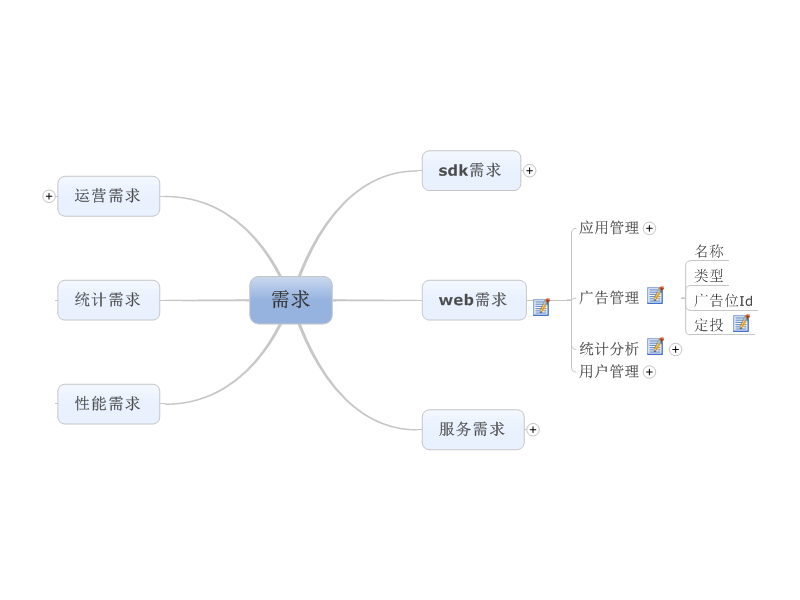 sdk需求
运营需求
应用管理
名称
类型
广告管理
统计需求
需求
web需求
广告位Id
定投
统计分析
用户管理
性能需求
服务需求